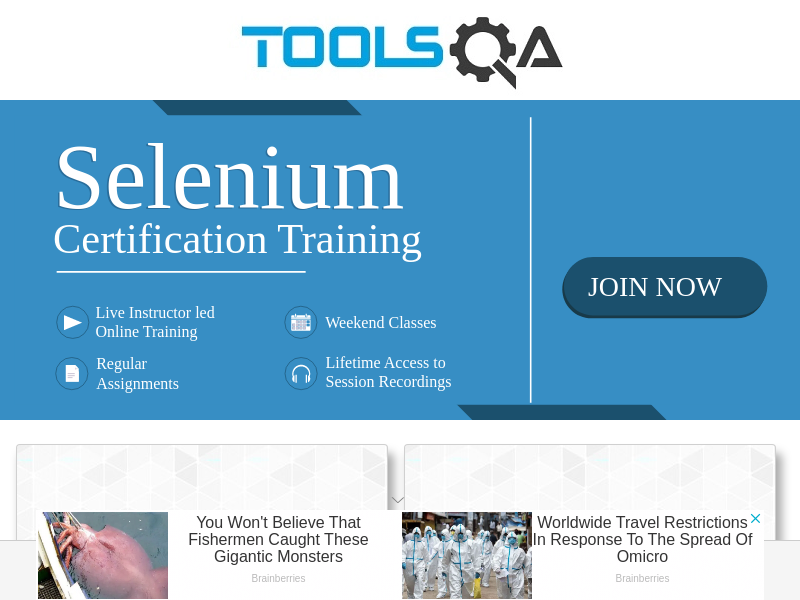 TOOLSQA
Selenium
Certification Training
JOIN NOW
Live Instructor led
Online Training
Weekend Classes
Regular
Assignments
Lifetime Access to
Session Recordings
You Won't Believe That
Fishermen Caught These
Gigantic Monsters
Brainberries
Worldwide Travel Restrictions
In Response To The Spread Of
Omicro
Brainberries